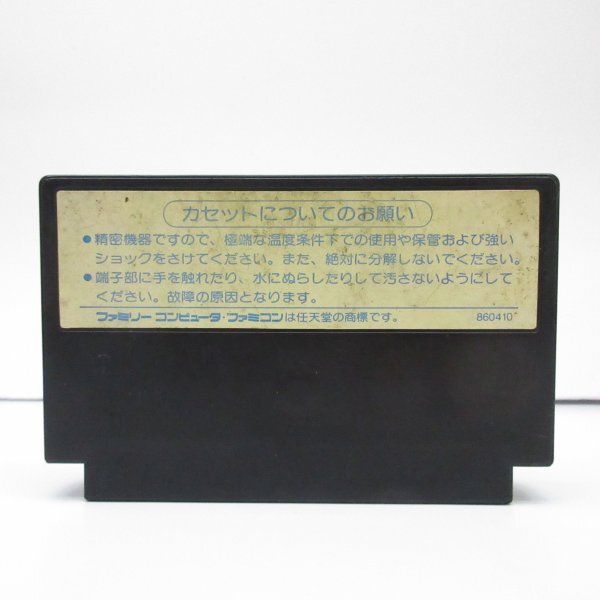 カセットについてのお願い
●精密機器ですので、極端な温度条件下での使用や保管および強い
ショックをさけてください。また、絶対に分解しないでください。
●端子部に手を触れたり、水にぬらしたりして汚さないようにして
ください。故障の原因となります。
ファミリー コンピュータ・ファミコンは任天堂の商標です。 860410